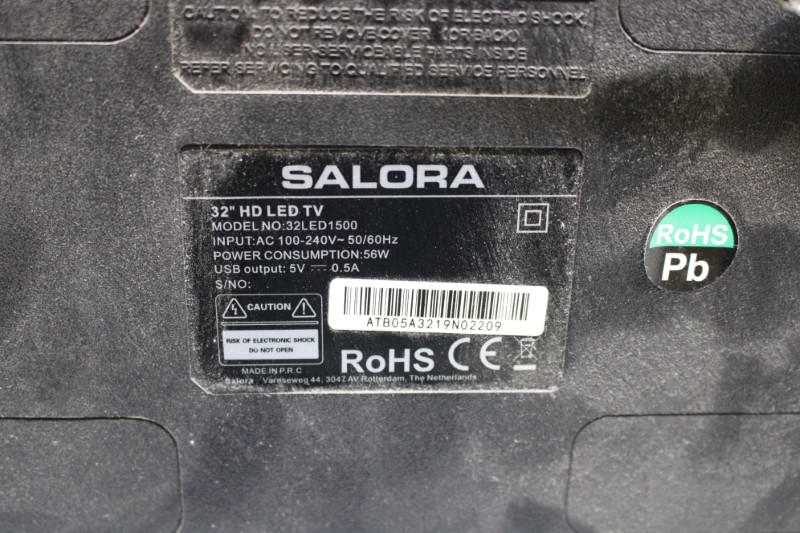 CAUTION TO REDUCE THE RISK OF ELECTRIC SHOCK,
DO NOT REMOVE COVER (OR BACK)
NO USER-SERVICEABLE PARTS INSIDE
REFER SERVICING TO QUALIFIED SERVICE PERSONNEL
SALORA
32" HD LED TV
MODEL NO:32LED1500
INPUT:AC 100-240V~ 50/60Hz
POWER CONSUMPTION:56W
USB output: 5V ⎓ 0.5A
S/NO:
ATB05A3219N02209
CAUTION
RISK OF ELECTRONIC SHOCK
DO NOT OPEN
MADE IN P.R.C
RoHS CE
Salora Vareseweg 44, 3047 AV Rotterdam, The Netherlands
RoHS
Pb